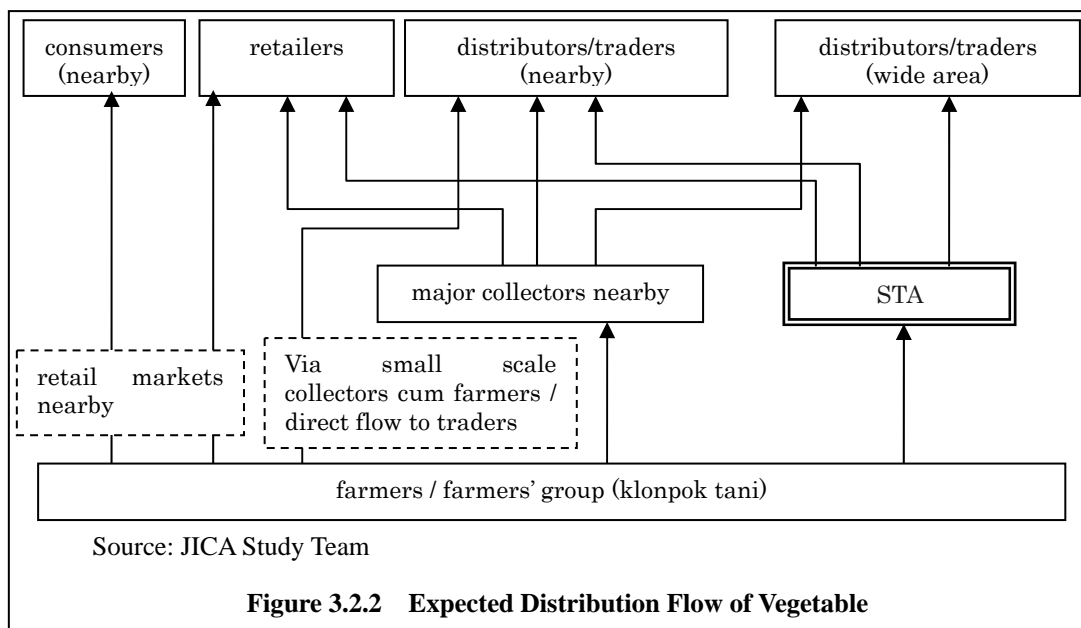 consumers
(nearby)
retailers
distributors/traders
(nearby)
distributors/traders
(wide area)
major collectors nearby
STA
retail markets
nearby
Via small scale
collectors cum farmers /
direct flow to traders
farmers / farmers’ group (klonpok tani)
Source: JICA Study Team
Figure 3.2.2 Expected Distribution Flow of Vegetable